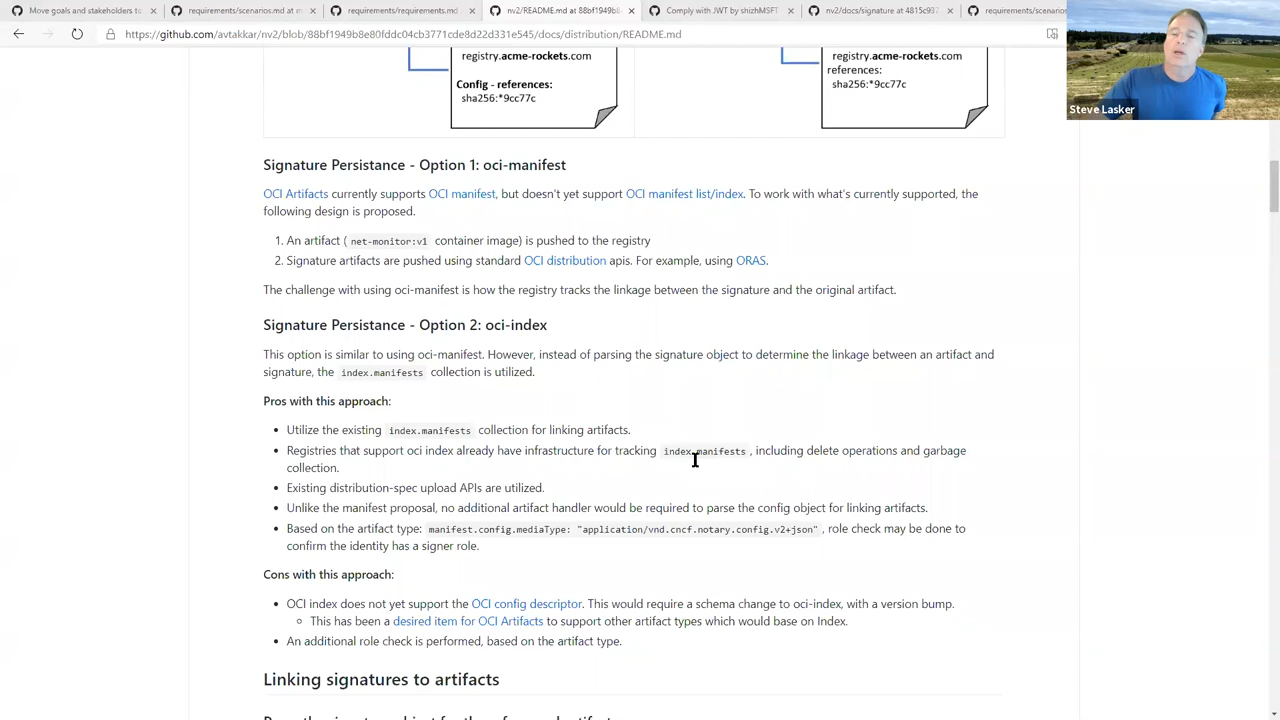 Move goals and stakeholders to
requirements/scenarios.md at m
requirements/requirements.md
nv2/README.md at 88bf1949b8
Comply with JWT by shizhMSFT
nv2/docs/signature at 4815c937
requirements/scenarios
https://github.com/avtakkar/nv2/blob/88bf1949b8e80fddc04cb3771cde8d22d331e545/docs/distribution/README.md
Steve Lasker
registry.acme-rockets.com
Config - references:
sha256:*9cc77c
registry.acme-rockets.com
references:
sha256:*9cc77c
Signature Persistance - Option 1: oci-manifest
OCI Artifacts currently supports OCI manifest, but doesn't yet support OCI manifest list/index. To work with what's currently supported, the
following design is proposed.
1. An artifact ( net-monitor:v1 container image) is pushed to the registry
2. Signature artifacts are pushed using standard OCI distribution apis. For example, using ORAS.
The challenge with using oci-manifest is how the registry tracks the linkage between the signature and the original artifact.
Signature Persistance - Option 2: oci-index
This option is similar to using oci-manifest. However, instead of parsing the signature object to determine the linkage between an artifact and
signature, the index.manifests collection is utilized.
Pros with this approach:
• Utilize the existing index.manifests collection for linking artifacts.
• Registries that support oci index already have infrastructure for tracking index.manifests , including delete operations and garbage
collection.
• Existing distribution-spec upload APIs are utilized.
• Unlike the manifest proposal, no additional artifact handler would be required to parse the config object for linking artifacts.
• Based on the artifact type: manifest.config.mediaType: "application/vnd.cncf.notary.config.v2+json" , role check may be done to
confirm the identity has a signer role.
Cons with this approach:
• OCI index does not yet support the OCI config descriptor. This would require a schema change to oci-index, with a version bump.
◦ This has been a desired item for OCI Artifacts to support other artifact types which would base on Index.
• An additional role check is performed, based on the artifact type.
Linking signatures to artifacts